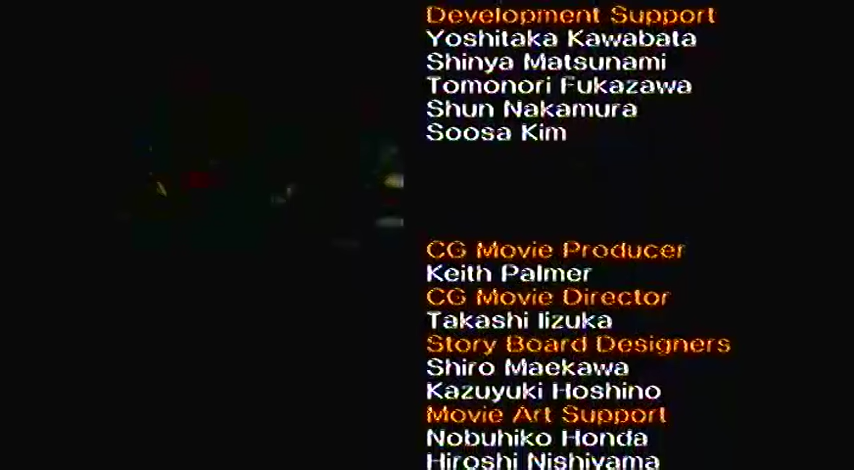 Development Support
Yoshitaka Kawabata
Shinya Matsunami
Tomonori Fukazawa
Shun Nakamura
Soosa Kim
CG Movie Producer
Keith Palmer
CG Movie Director
Takashi Iizuka
Story Board Designers
Shiro Maekawa
Kazuyuki Hoshino
Movie Art Support
Nobuhiko Honda
Hiroshi Nishiyama